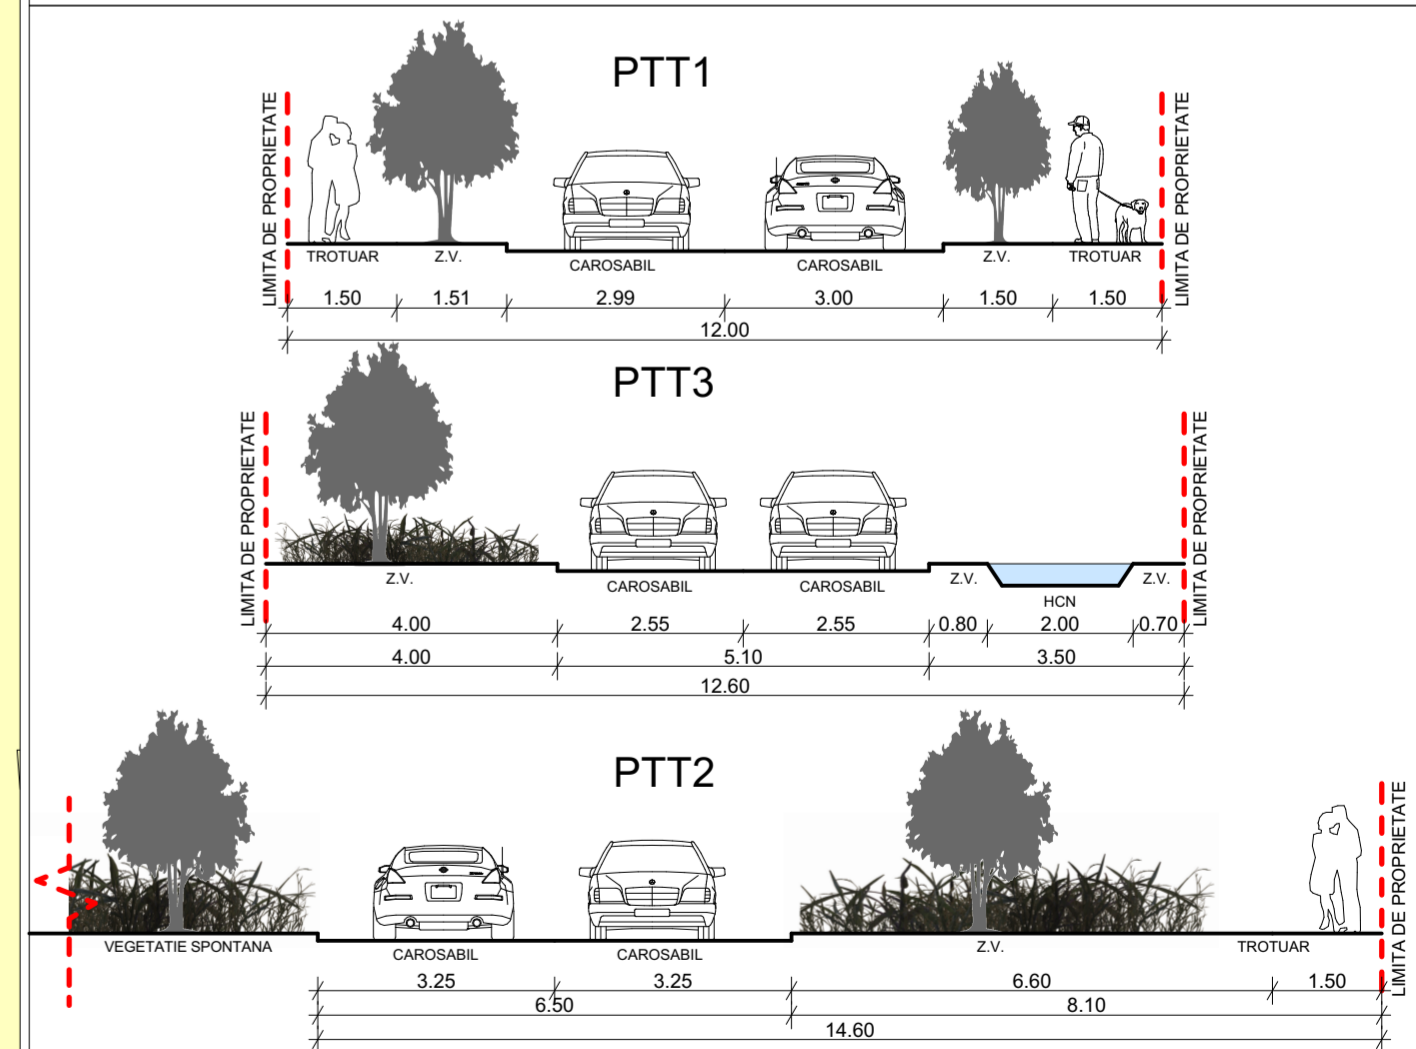 PTT1
LIMITA DE PROPRIETATE
LIMITA DE PROPRIETATE
TROTUAR Z.V. CAROSABIL CAROSABIL Z.V. TROTUAR
1.50 1.51 2.99 3.00 1.50 1.50
12.00
PTT3
LIMITA DE PROPRIETATE
LIMITA DE PROPRIETATE
Z.V. CAROSABIL CAROSABIL Z.V. HCN Z.V.
4.00 2.55 2.55 0.80 2.00 0.70
4.00 5.10 3.50
12.60
PTT2
LIMITA DE PROPRIETATE
VEGETATIE SPONTANA CAROSABIL CAROSABIL Z.V. TROTUAR
3.25 3.25 6.60 1.50
6.50 8.10
14.60